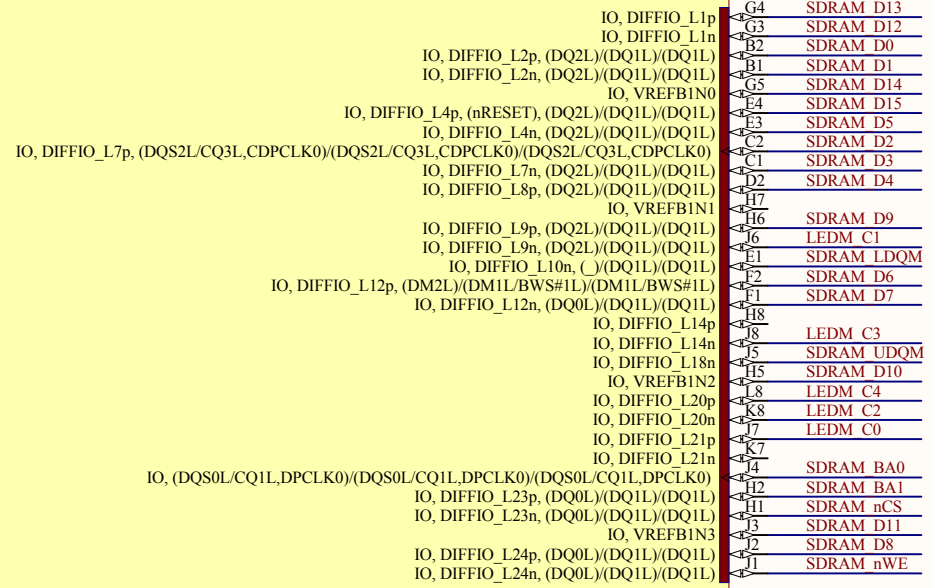 IO, DIFFIO_L1p G4 SDRAM_D13
IO, DIFFIO_L1n G3 SDRAM_D12
IO, DIFFIO_L2p, (DQ2L)/(DQ1L)/(DQ1L) B2 SDRAM_D0
IO, DIFFIO_L2n, (DQ2L)/(DQ1L)/(DQ1L) B1 SDRAM_D1
IO, VREFB1N0 G5 SDRAM_D14
IO, DIFFIO_L4p, (nRESET), (DQ2L)/(DQ1L)/(DQ1L) E4 SDRAM_D15
IO, DIFFIO_L4n, (DQ2L)/(DQ1L)/(DQ1L) E3 SDRAM_D5
IO, DIFFIO_L7p, (DQS2L/CQ3L,CDPCLK0)/(DQS2L/CQ3L,CDPCLK0)/(DQS2L/CQ3L,CDPCLK0) C2 SDRAM_D2
IO, DIFFIO_L7n, (DQ2L)/(DQ1L)/(DQ1L) C1 SDRAM_D3
IO, DIFFIO_L8p, (DQ2L)/(DQ1L)/(DQ1L) D2 SDRAM_D4
IO, VREFB1N1 H7
IO, DIFFIO_L9p, (DQ2L)/(DQ1L)/(DQ1L) H6 SDRAM_D9
IO, DIFFIO_L9n, (DQ2L)/(DQ1L)/(DQ1L) J6 LEDM_C1
IO, DIFFIO_L10n, (_)/(DQ1L)/(DQ1L) E1 SDRAM_LDQM
IO, DIFFIO_L12p, (DM2L)/(DM1L/BWS#1L)/(DM1L/BWS#1L) F2 SDRAM_D6
IO, DIFFIO_L12n, (DQ0L)/(DQ1L)/(DQ1L) F1 SDRAM_D7
IO, DIFFIO_L14p H8
IO, DIFFIO_L14n J8 LEDM_C3
IO, DIFFIO_L18n J5 SDRAM_UDQM
IO, VREFB1N2 H5 SDRAM_D10
IO, DIFFIO_L20p L8 LEDM_C4
IO, DIFFIO_L20n K8 LEDM_C2
IO, DIFFIO_L21p J7 LEDM_C0
IO, DIFFIO_L21n K7
IO, (DQS0L/CQ1L,DPCLK0)/(DQS0L/CQ1L,DPCLK0)/(DQS0L/CQ1L,DPCLK0) J4 SDRAM_BA0
IO, DIFFIO_L23p, (DQ0L)/(DQ1L)/(DQ1L) H2 SDRAM_BA1
IO, DIFFIO_L23n, (DQ0L)/(DQ1L)/(DQ1L) H1 SDRAM_nCS
IO, VREFB1N3 J3 SDRAM_D11
IO, DIFFIO_L24p, (DQ0L)/(DQ1L)/(DQ1L) J2 SDRAM_D8
IO, DIFFIO_L24n, (DQ0L)/(DQ1L)/(DQ1L) J1 SDRAM_nWE